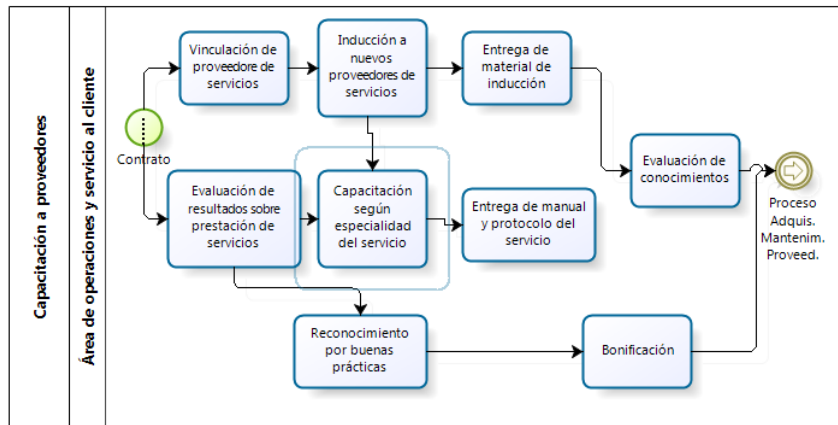 Capacitación a proveedores
Área de operaciones y servicio al cliente
Contrato
Vinculación de
proveedore de
servicios
Inducción a
nuevos
proveedores de
servicios
Entrega de
material de
inducción
Evaluación de
resultados sobre
prestación de
servicios
Capacitación
según
especialidad
del servicio
Entrega de manual
y protocolo del
servicio
Evaluación de
conocimientos
Proceso
Adquis.
Mantenim.
Proveed.
Reconocimiento
por buenas
prácticas
Bonificación